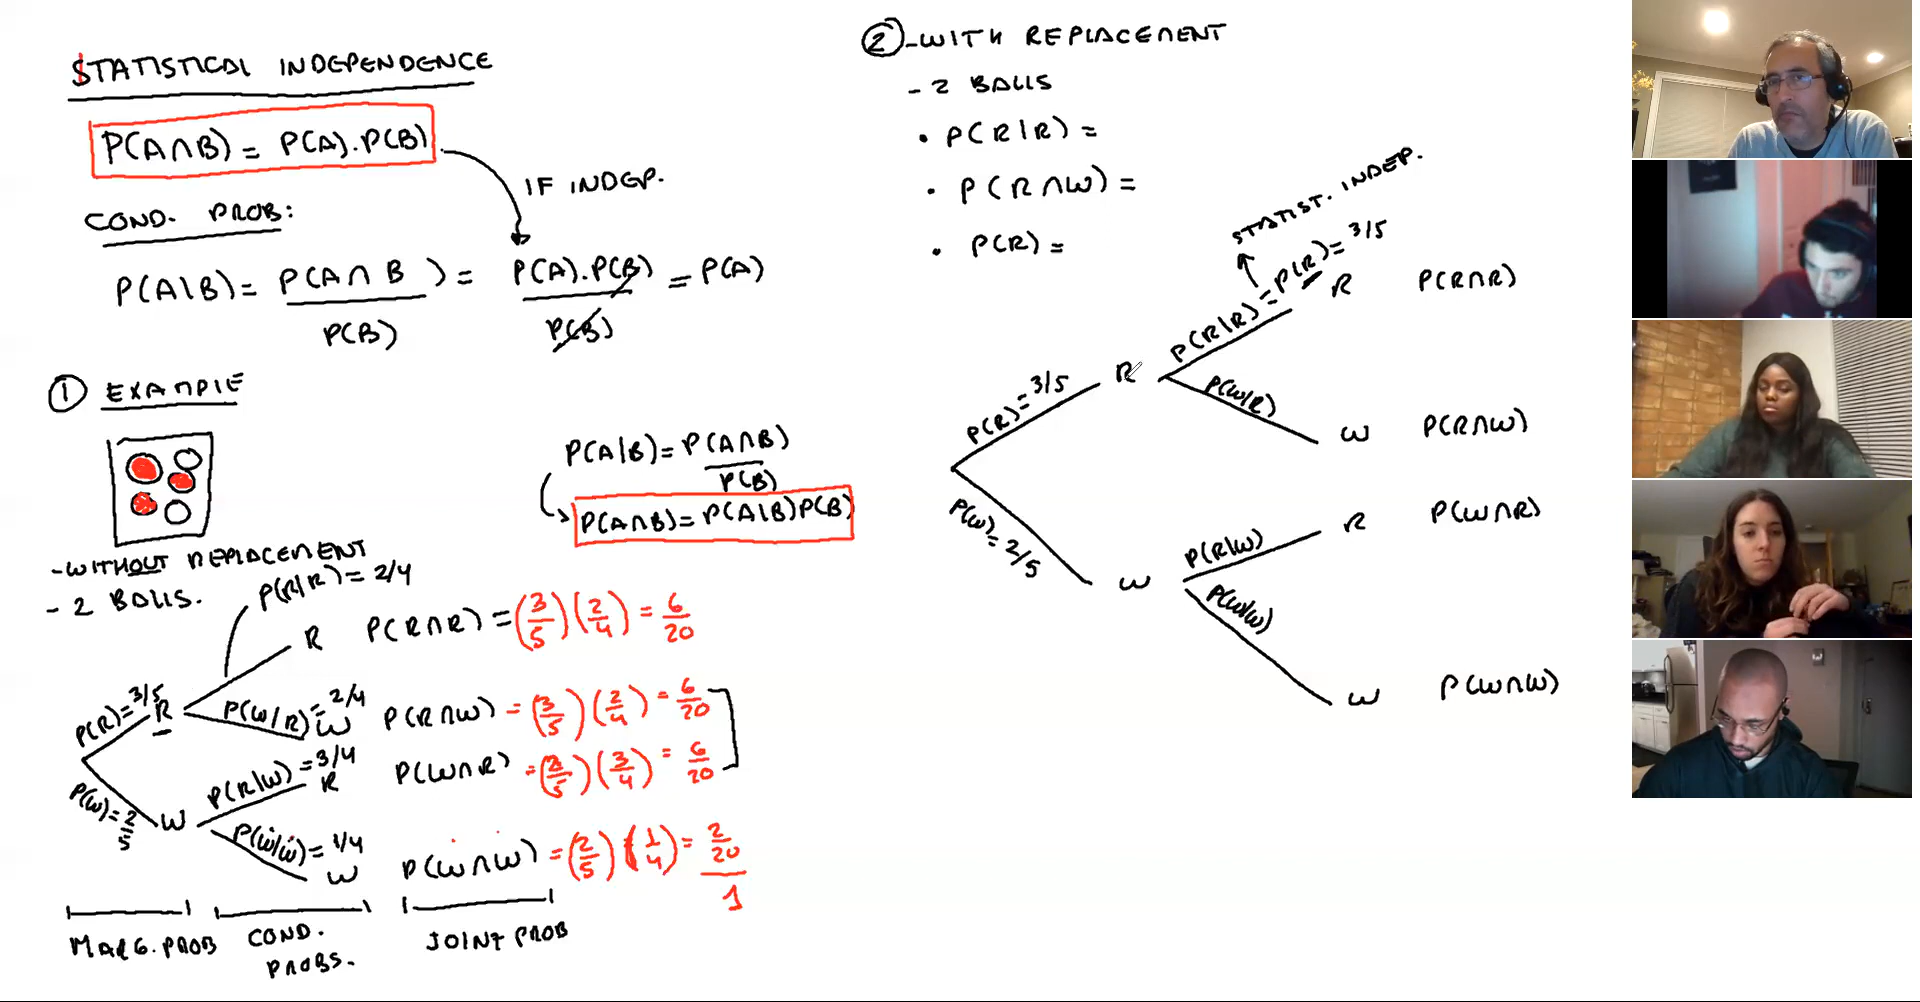 STATISTICAL INDEPENDENCE
P(A∩B) = P(A).P(B)
IF INDEP.
COND. PROB:
P(A|B) = P(A∩B) = P(A).P(B) = P(A)
P(B) P(B)
① EXAMPLE
P(A|B) = P(A∩B)
P(B)
P(A∩B) = P(A|B)P(B)
-WITHOUT REPLACEMENT
- 2 BALLS.
P(R|R) = 2/4
R P(R∩R) = (3/5)(2/4) = 6/20
P(R) = 3/5 R
P(W/R) = 2/4 W P(R∩W) = (3/5)(2/4) = 6/20
P(R|W) = 3/4 R P(W∩R) = (2/5)(3/4) = 6/20
P(W) = 2/5 W
P(W|W) = 1/4 W P(W∩W) = (2/5)(1/4) = 2/20
1
MARG. PROB
COND.
PROBS.
JOINT PROB
② -WITH REPLACEMENT
- 2 BALLS
• P(R|R) =
• P(R∩W) =
• P(R) =
STATIST. INDEP.
P(R|R) = P(R) = 3/5 R P(R∩R)
P(R) = 3/5 R
P(W/R) W P(R∩W)
P(W) = 2/5 W
P(R|W) R P(W∩R)
P(W/W) W P(W∩W)